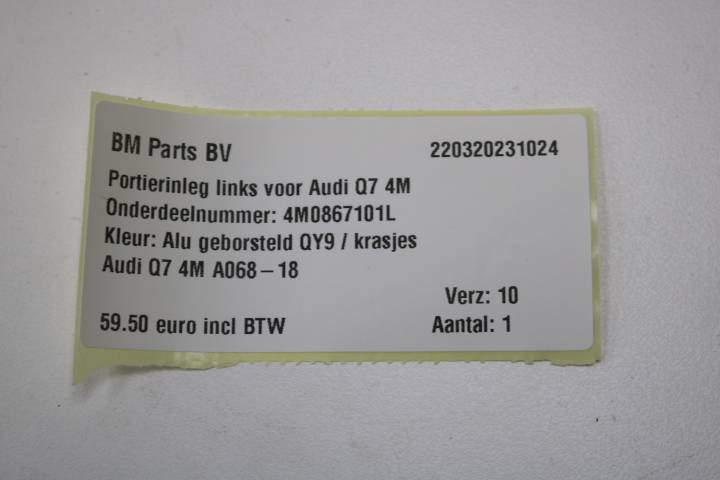 BM Parts BV 220320231024
Portierinleg links voor Audi Q7 4M
Onderdeelnummer: 4M0867101L
Kleur: Alu geborsteld QY9 / krasjes
Audi Q7 4M A068-18
Verz: 10
59.50 euro incl BTW Aantal: 1